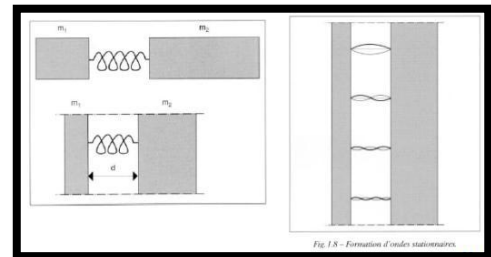 m₁ m₂
m₁ m₂
d
Fig. 1.8 – Formation d'ondes stationnaires.